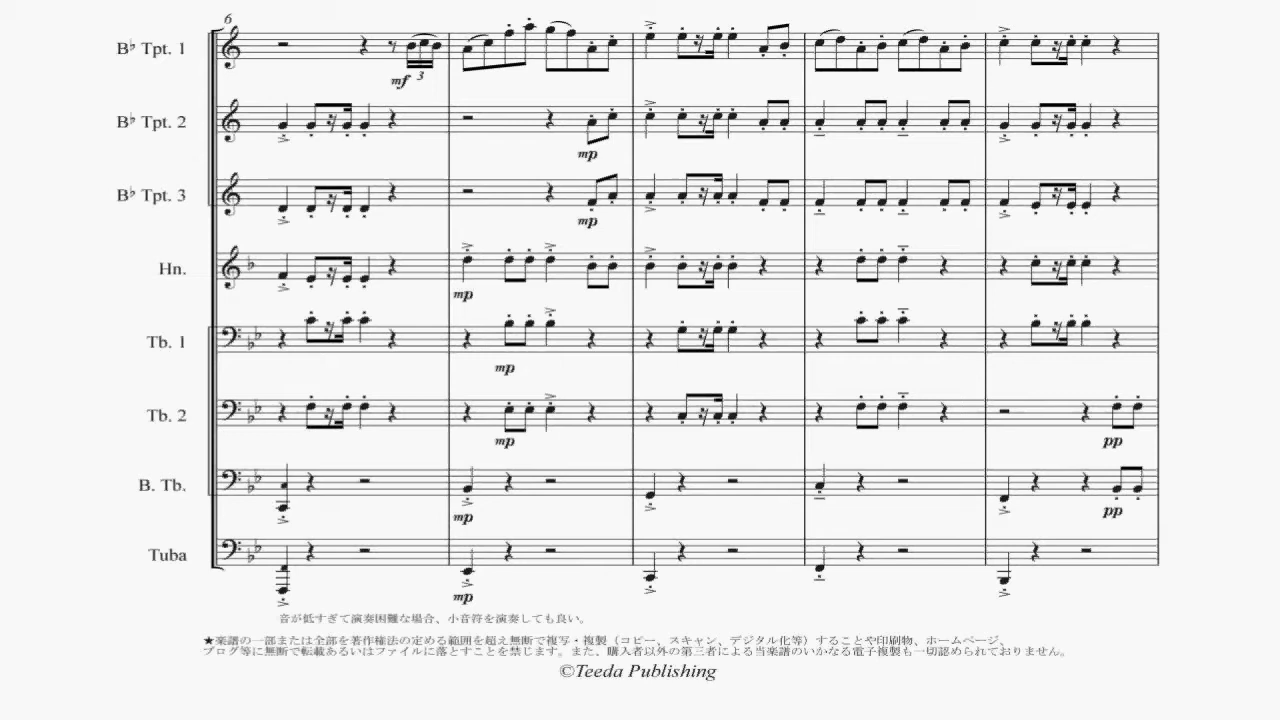 6
B♭ Tpt. 1
mf 3
B♭ Tpt. 2
mp
B♭ Tpt. 3
mp
Hn.
mp
Tb. 1
mp
Tb. 2
mp
pp
B. Tb.
mp
pp
Tuba
mp
音が低すぎて演奏困難な場合、小音符を演奏しても良い。
★楽譜の一部または全部を著作権法の定める範囲を超え無断で複写・複製（コピー、スキャン、デジタル化等）することや印刷物、ホームページ、
ブログ等に無断で転載あるいはファイルに落とすことを禁じます。また、購入者以外の第三者による当楽譜のいかなる電子複製も一切認められておりません。
©Teeda Publishing